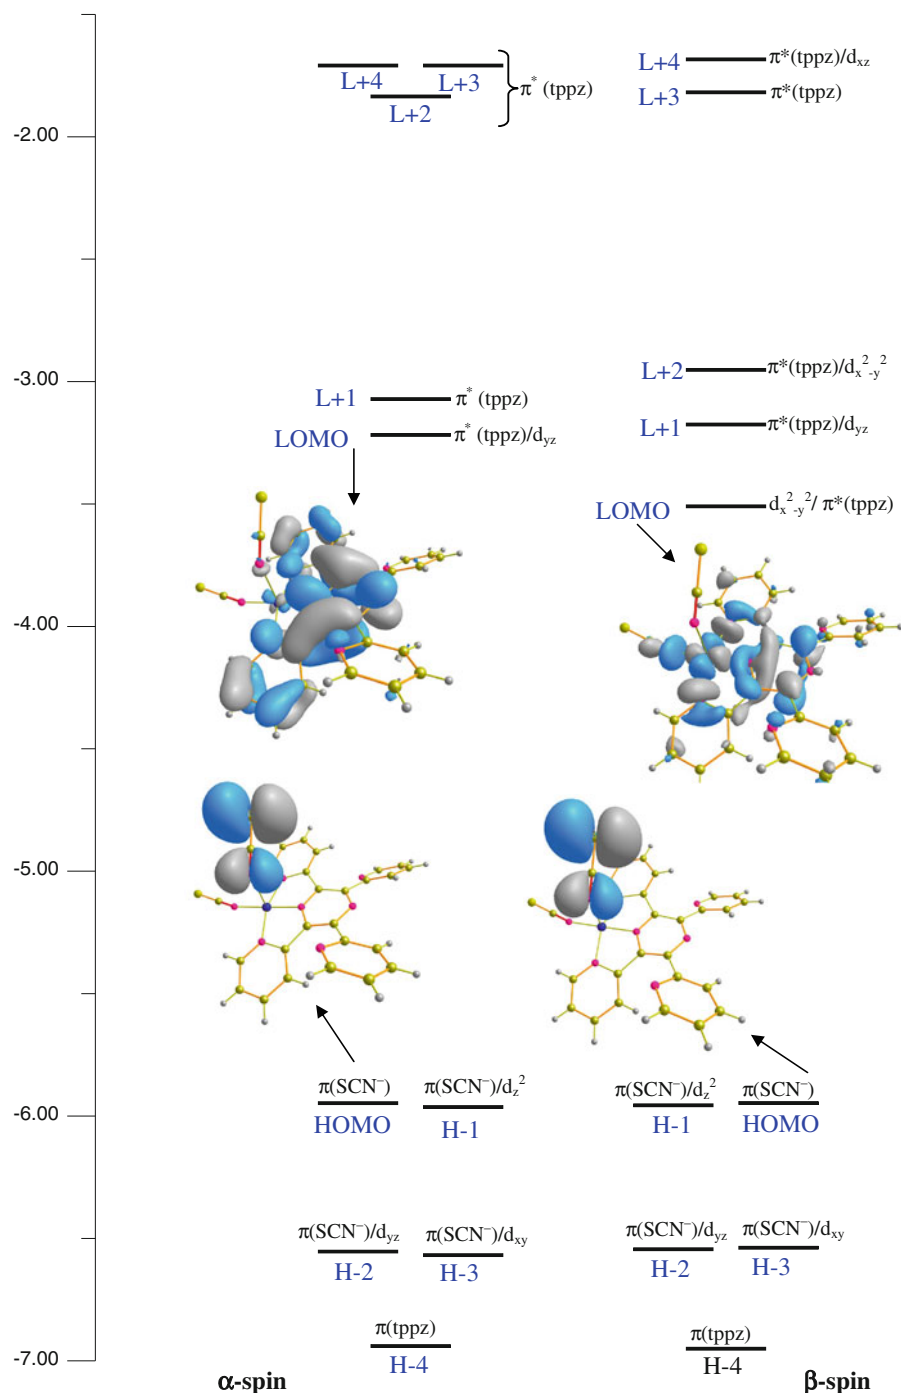 L+4 L+3 π* (tppz)
L+2
L+4 π*(tppz)/dxz
L+3 π*(tppz)
-2.00
-3.00
L+1 π* (tppz)
LOMO π* (tppz)/dyz
L+2 π*(tppz)/dx²-y²
L+1 π*(tppz)/dyz
LOMO dx²-y²/ π*(tppz)
-4.00
-5.00
-6.00
π(SCN⁻) π(SCN⁻)/dz²
HOMO H-1
π(SCN⁻)/dz² π(SCN⁻)
H-1 HOMO
π(SCN⁻)/dyz π(SCN⁻)/dxy
H-2 H-3
π(SCN⁻)/dyz π(SCN⁻)/dxy
H-2 H-3
π(tppz)
H-4
π(tppz)
H-4
-7.00
α-spin
β-spin